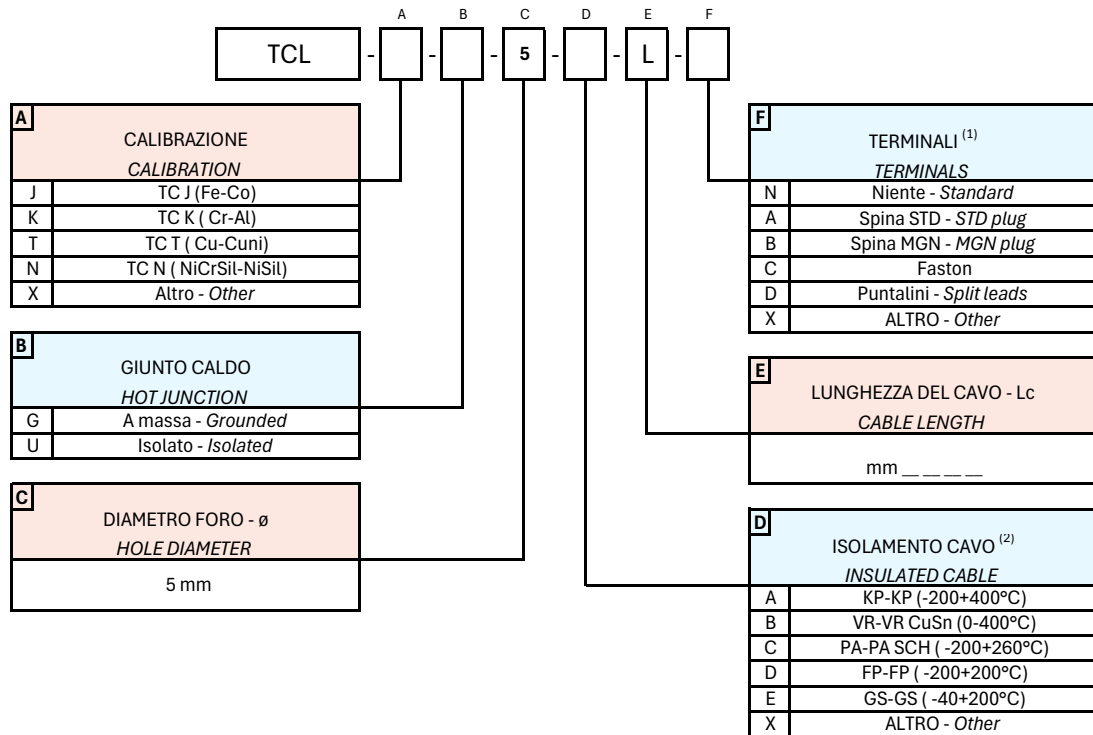 A B C D E F
TCL - - - 5 - - L -
A
CALIBRAZIONE
CALIBRATION
J TC J (Fe-Co)
K TC K ( Cr-Al)
T TC T ( Cu-Cuni)
N TC N ( NiCrSil-NiSil)
X Altro - Other
B
GIUNTO CALDO
HOT JUNCTION
G A massa - Grounded
U Isolato - Isolated
C
DIAMETRO FORO - ø
HOLE DIAMETER
5 mm
F
TERMINALI (1)
TERMINALS
N Niente - Standard
A Spina STD - STD plug
B Spina MGN - MGN plug
C Faston
D Puntalini - Split leads
X ALTRO - Other
E
LUNGHEZZA DEL CAVO - Lc
CABLE LENGTH
mm __ __ __ __
D
ISOLAMENTO CAVO (2)
INSULATED CABLE
A KP-KP (-200+400°C)
B VR-VR CuSn (0-400°C)
C PA-PA SCH ( -200+260°C)
D FP-FP ( -200+200°C)
E GS-GS ( -40+200°C)
X ALTRO - Other